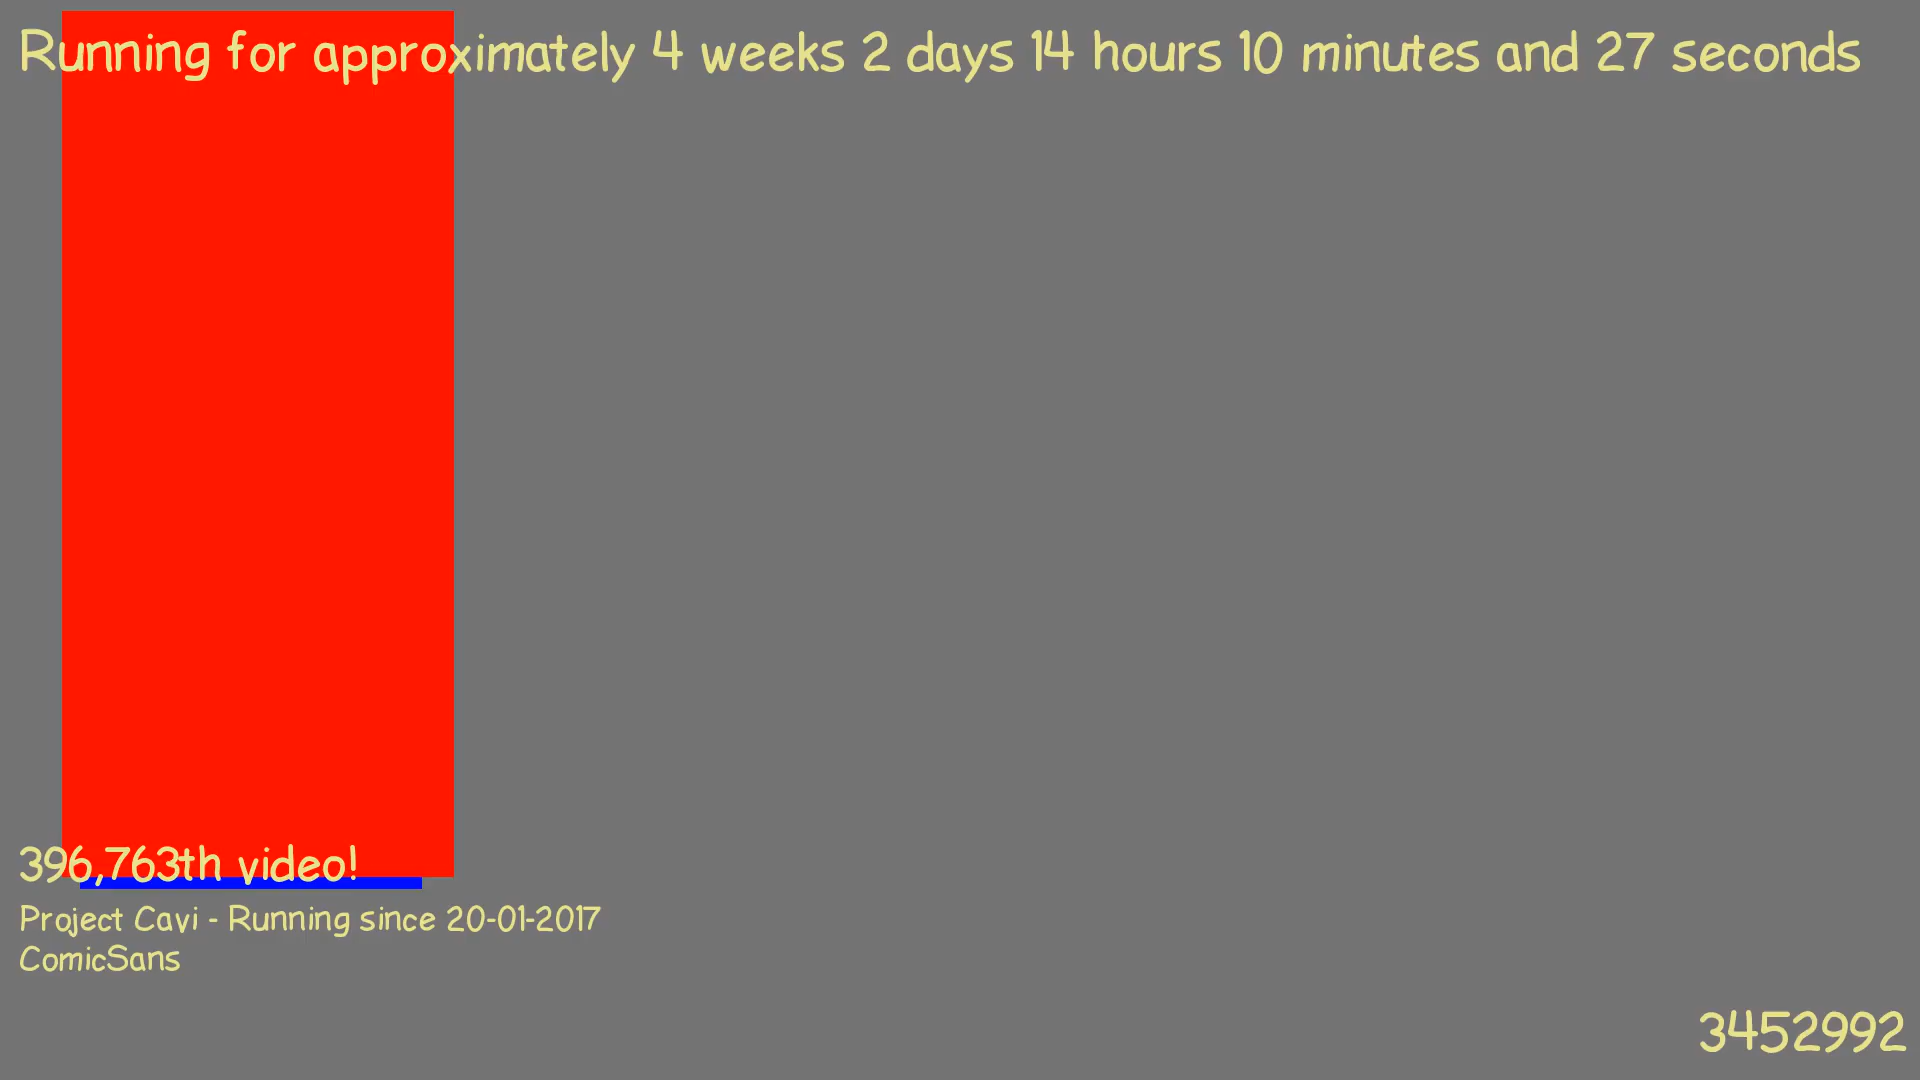 Running for approximately 4 weeks 2 days 14 hours 10 minutes and 27 seconds
396,763th video!
Project Cavi - Running since 20-01-2017
ComicSans
3452992